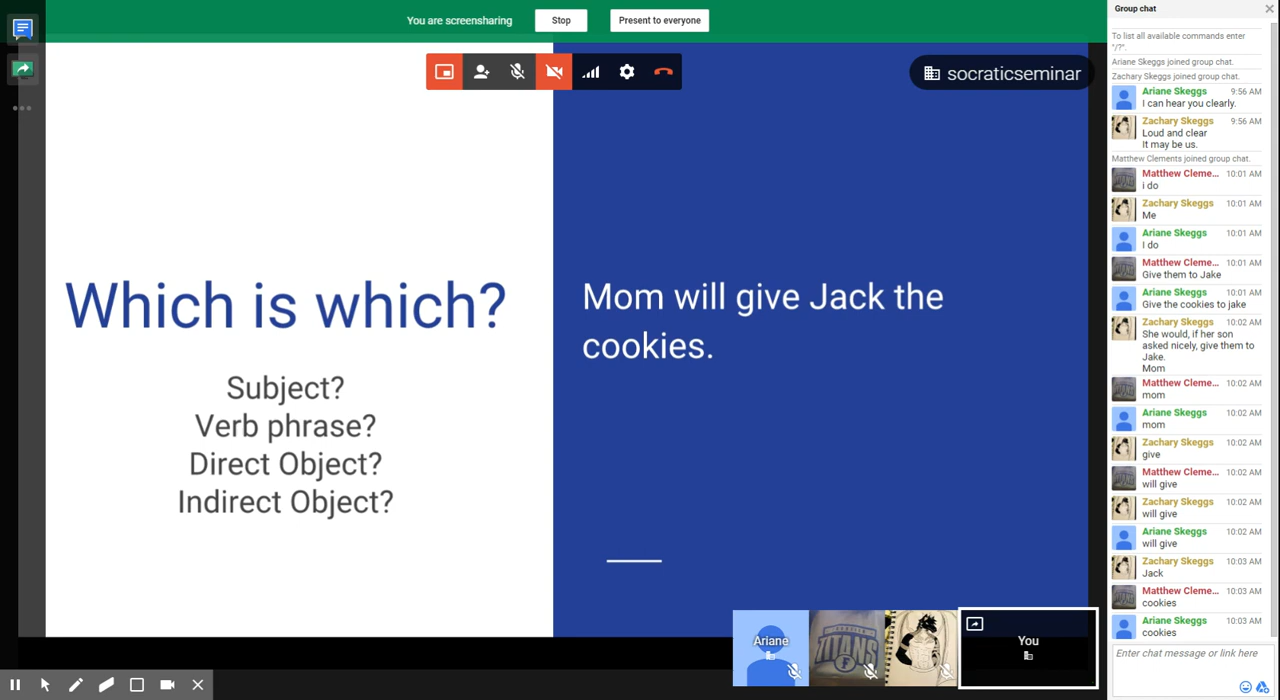 You are screensharing
Stop
Present to everyone
socraticseminar
Which is which?
Subject?
Verb phrase?
Direct Object?
Indirect Object?
Mom will give Jack the
cookies.
Ariane
TITANS
You
Group chat
To list all available commands enter
"/?".
Ariane Skeggs joined group chat.
Zachary Skeggs joined group chat.
Ariane Skeggs 9:56 AM
I can hear you clearly.
Zachary Skeggs 9:56 AM
Loud and clear
It may be us.
Matthew Clements joined group chat.
Matthew Cleme... 10:01 AM
i do
Zachary Skeggs 10:01 AM
Me
Ariane Skeggs 10:01 AM
I do
Matthew Cleme... 10:01 AM
Give them to Jake
Ariane Skeggs 10:01 AM
Give the cookies to jake
Zachary Skeggs 10:02 AM
She would, if her son
asked nicely, give them to
Jake.
Mom
Matthew Cleme... 10:02 AM
mom
Ariane Skeggs 10:02 AM
mom
Zachary Skeggs 10:02 AM
give
Matthew Cleme... 10:02 AM
will give
Zachary Skeggs 10:02 AM
will give
Ariane Skeggs 10:02 AM
will give
Zachary Skeggs 10:03 AM
Jack
Matthew Cleme... 10:03 AM
cookies
Ariane Skeggs 10:03 AM
cookies
Enter chat message or link here